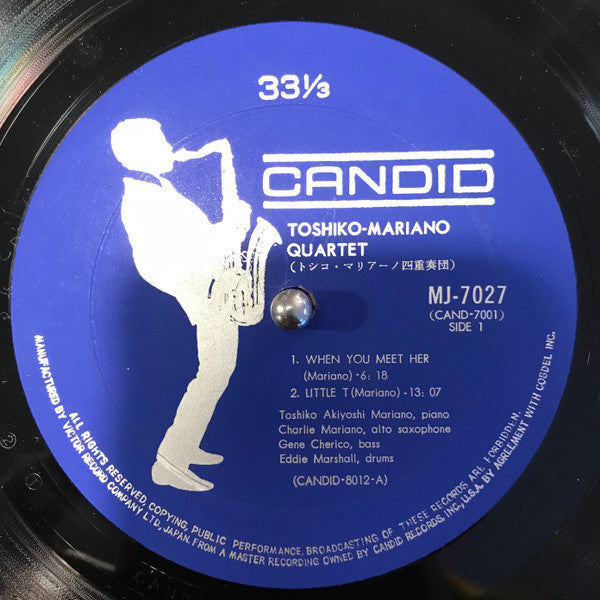 33⅓
CANDID
TOSHIKO-MARIANO
QUARTET
(トシコ・マリアーノ四重奏団)
MJ-7027
(CAND-7001)
SIDE 1
1. WHEN YOU MEET HER
(Mariano)-6: 18
2. LITTLE T (Mariano) - 13: 07
Toshiko Akiyoshi Mariano, piano
Charlie Mariano, alto saxophone
Gene Cherico, bass
Eddie Marshall, drums
(CANDID-8012-A)
ALL RIGHTS RESERVED, COPYING, PUBLIC PERFORMANCE, BROADCASTING OF THESE RECORDS ARE FORBIDDEN.
MANUFACTURED BY VICTOR RECORD COMPANY LTD, JAPAN. FROM A MASTER RECORDING OWNED BY CANDID RECORDS, INC, U.S.A. BY AGREEMENT WITH COSDEL INC.